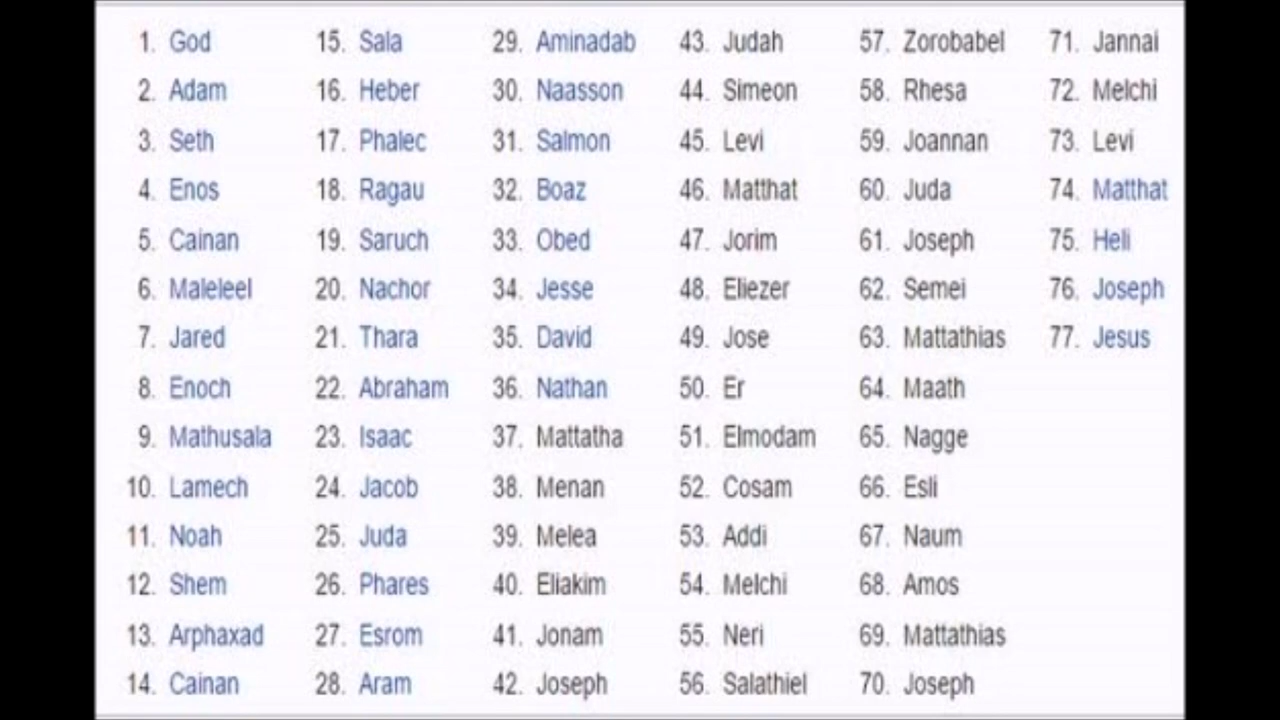 1. God
2. Adam
3. Seth
4. Enos
5. Cainan
6. Maleleel
7. Jared
8. Enoch
9. Mathusala
10. Lamech
11. Noah
12. Shem
13. Arphaxad
14. Cainan
15. Sala
16. Heber
17. Phalec
18. Ragau
19. Saruch
20. Nachor
21. Thara
22. Abraham
23. Isaac
24. Jacob
25. Juda
26. Phares
27. Esrom
28. Aram
29. Aminadab
30. Naasson
31. Salmon
32. Boaz
33. Obed
34. Jesse
35. David
36. Nathan
37. Mattatha
38. Menan
39. Melea
40. Eliakim
41. Jonam
42. Joseph
43. Judah
44. Simeon
45. Levi
46. Matthat
47. Jorim
48. Eliezer
49. Jose
50. Er
51. Elmodam
52. Cosam
53. Addi
54. Melchi
55. Neri
56. Salathiel
57. Zorobabel
58. Rhesa
59. Joannan
60. Juda
61. Joseph
62. Semei
63. Mattathias
64. Maath
65. Nagge
66. Esli
67. Naum
68. Amos
69. Mattathias
70. Joseph
71. Jannai
72. Melchi
73. Levi
74. Matthat
75. Heli
76. Joseph
77. Jesus